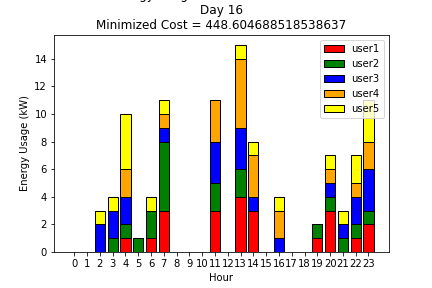 Day 16
Minimized Cost = 448.604688518538637
user1
user2
user3
user4
user5
Energy Usage (kW)
14
12
10
8
6
4
2
0
0 1 2 3 4 5 6 7 8 9 10 11 12 13 14 15 16 17 18 19 20 21 22 23
Hour